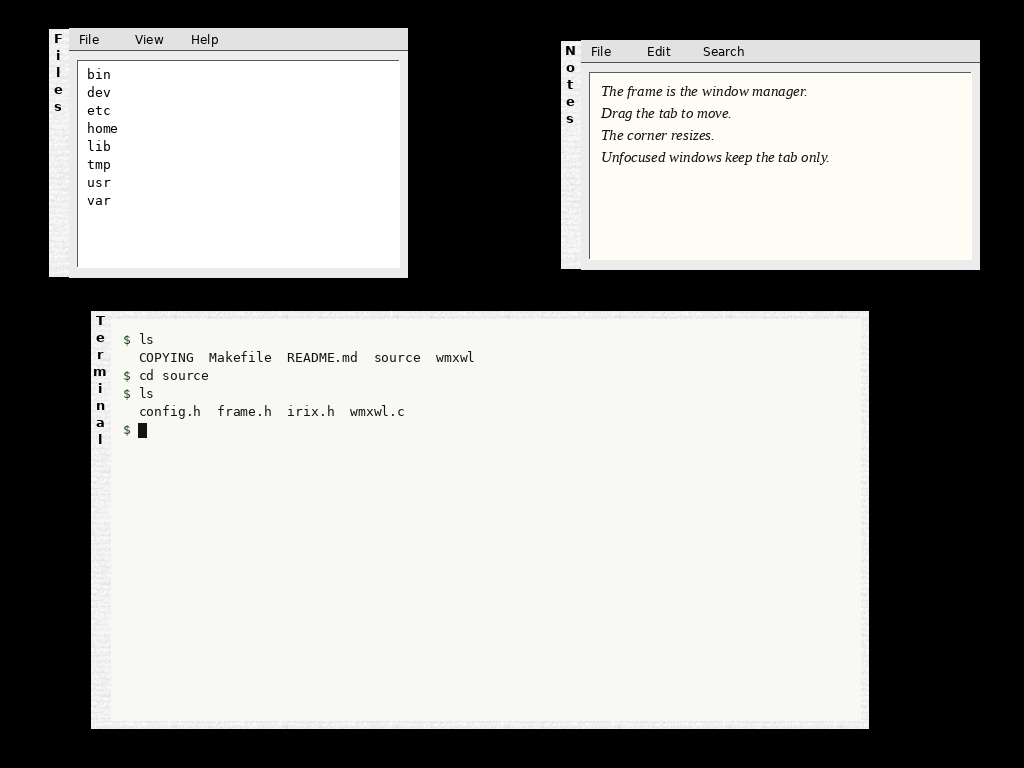 Files
File View Help
bin
dev
etc
home
lib
tmp
usr
var
Notes
File Edit Search
The frame is the window manager.
Drag the tab to move.
The corner resizes.
Unfocused windows keep the tab only.
Terminal
$ ls
COPYING Makefile README.md source wmxwl
$ cd source
$ ls
config.h frame.h irix.h wmxwl.c
$